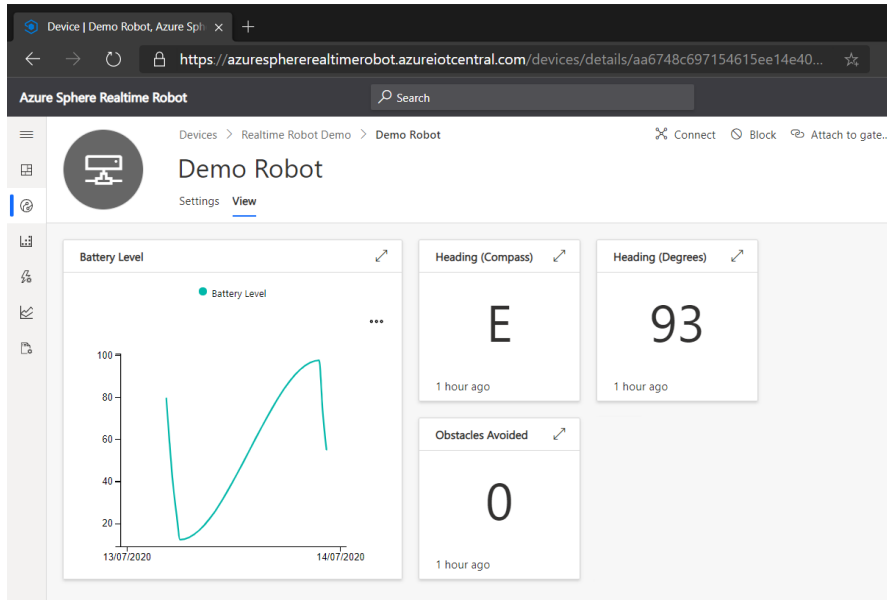 Device | Demo Robot, Azure Sph
https://azuresphererealtimerobot.azureiotcentral.com/devices/details/aa6748c697154615ee14e40...
Azure Sphere Realtime Robot
Search
Devices > Realtime Robot Demo > Demo Robot
Connect
Block
Attach to gate..
Demo Robot
Settings View
Battery Level
Battery Level
100
80
60
40
20
13/07/2020 14/07/2020
Heading (Compass)
E
1 hour ago
Heading (Degrees)
93
1 hour ago
Obstacles Avoided
0
1 hour ago